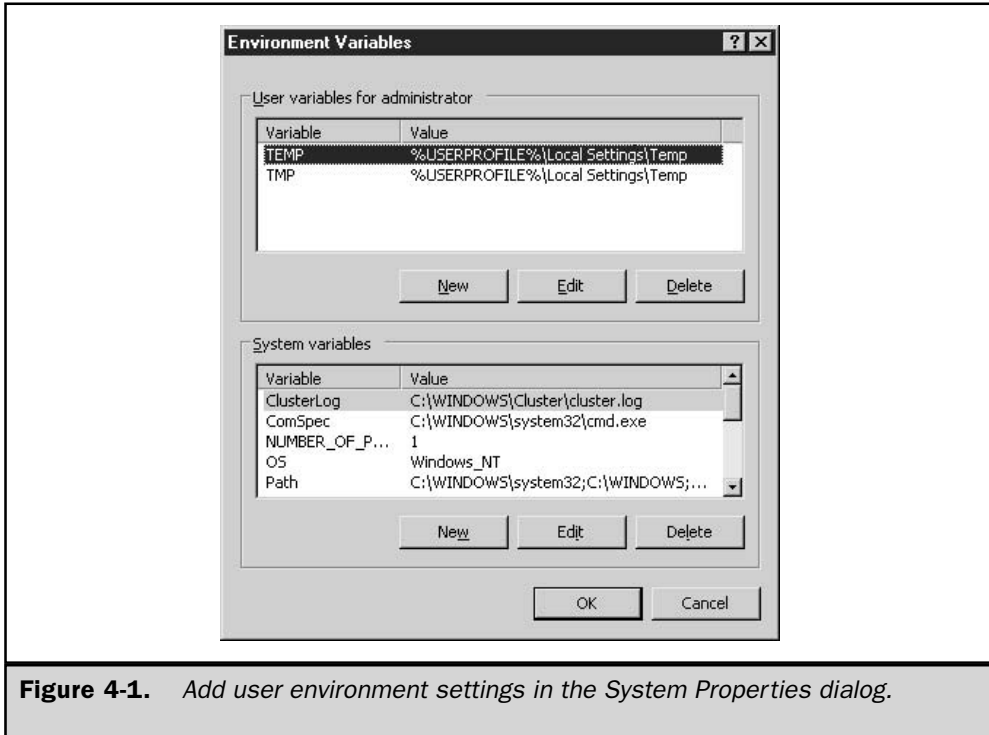 Environment Variables
User variables for administrator
Variable Value
TEMP %USERPROFILE%\Local Settings\Temp
TMP %USERPROFILE%\Local Settings\Temp
New Edit Delete
System variables
Variable Value
ClusterLog C:\WINDOWS\Cluster\cluster.log
ComSpec C:\WINDOWS\system32\cmd.exe
NUMBER_OF_P... 1
OS Windows_NT
Path C:\WINDOWS\system32;C:\WINDOWS;...
New Edit Delete
OK Cancel
Figure 4-1. Add user environment settings in the System Properties dialog.